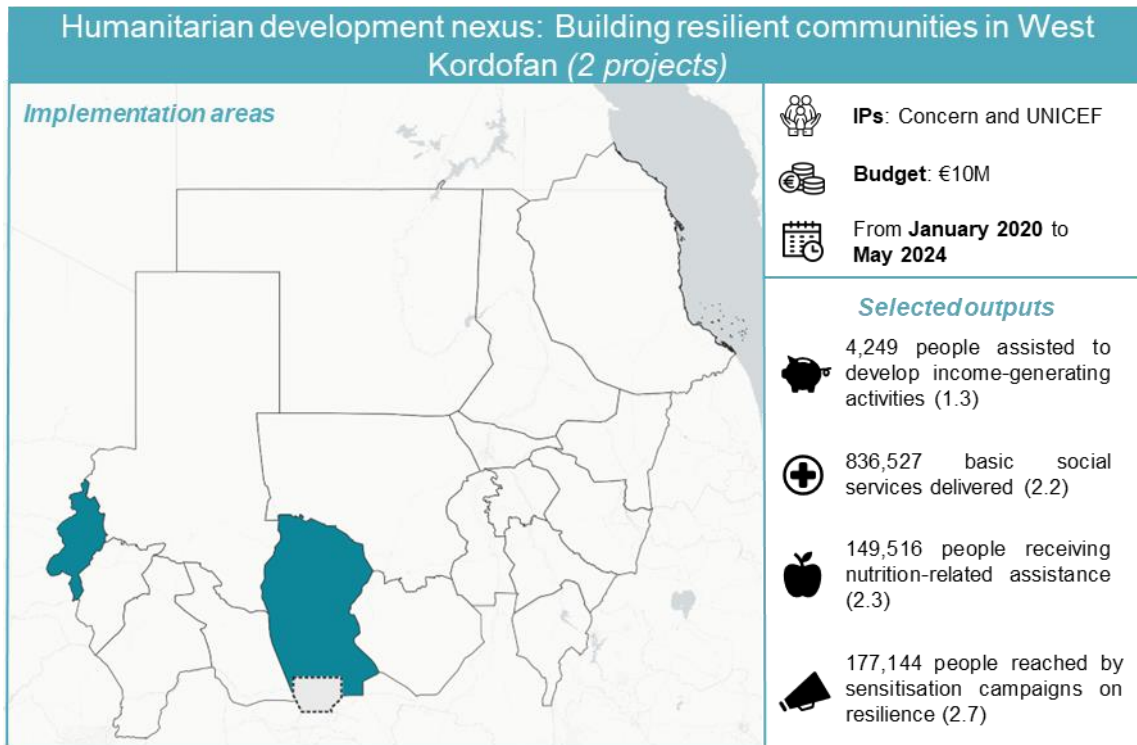 Humanitarian development nexus: Building resilient communities in West
Kordofan (2 projects)
Implementation areas
IPs: Concern and UNICEF
Budget: €10M
From January 2020 to
May 2024
Selected outputs
4,249 people assisted to
develop income-generating
activities (1.3)
836,527 basic social
services delivered (2.2)
149,516 people receiving
nutrition-related assistance
(2.3)
177,144 people reached by
sensitisation campaigns on
resilience (2.7)